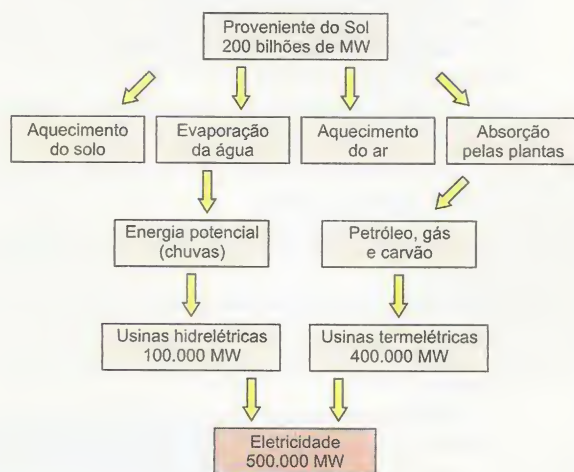 Proveniente do Sol
200 bilhões de MW
Aquecimento
do solo
Evaporação
da água
Aquecimento
do ar
Absorção
pelas plantas
Energia potencial
(chuvas)
Petróleo, gás
e carvão
Usinas hidrelétricas
100.000 MW
Usinas termelétricas
400.000 MW
Eletricidade
500.000 MW